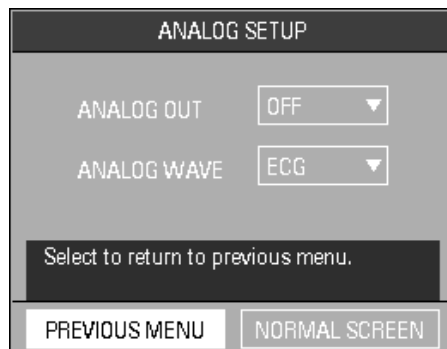 ANALOG SETUP
ANALOG OUT OFF
ANALOG WAVE ECG
Select to return to previous menu.
PREVIOUS MENU NORMAL SCREEN